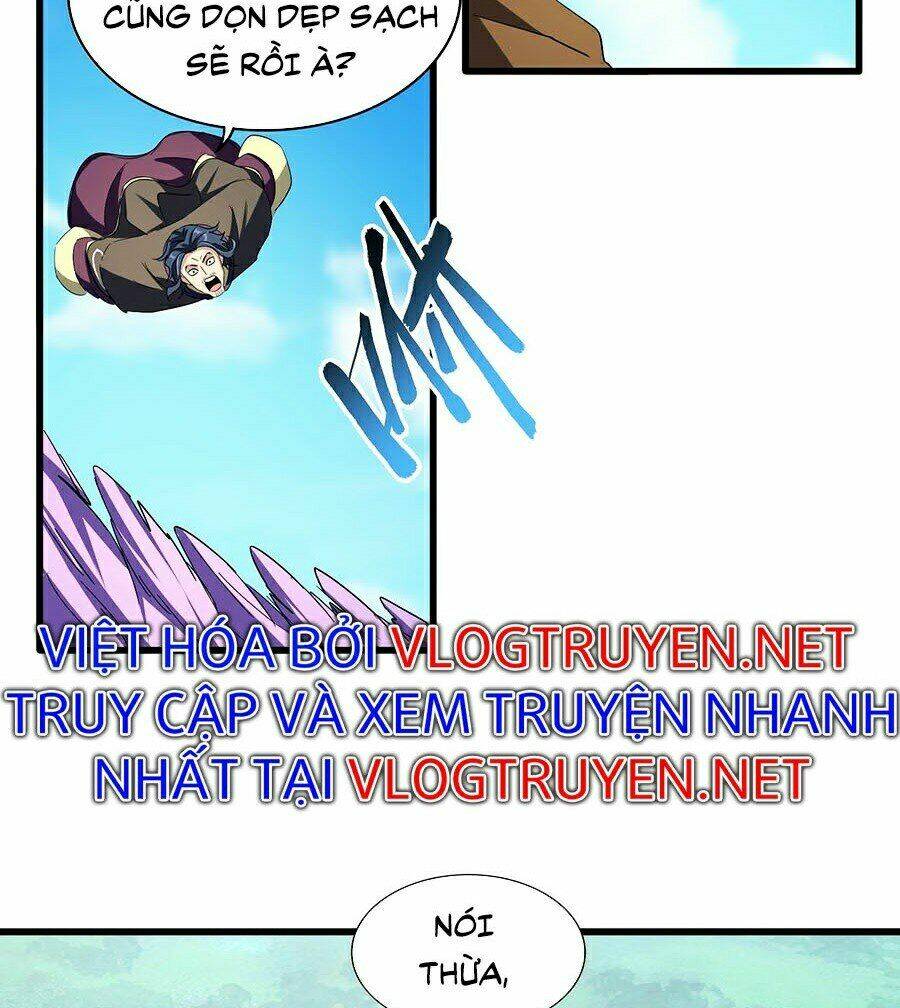 CŨNG DỌN DẸP SẠCH
SẼ RỒI À?
VIỆT HÓA BỞI VLOGTRUYEN.NET
TRUY CẬP VÀ XEM TRUYỆN NHANH
NHẤT TẠI VLOGTRUYEN.NET
NÓI
THỪA,